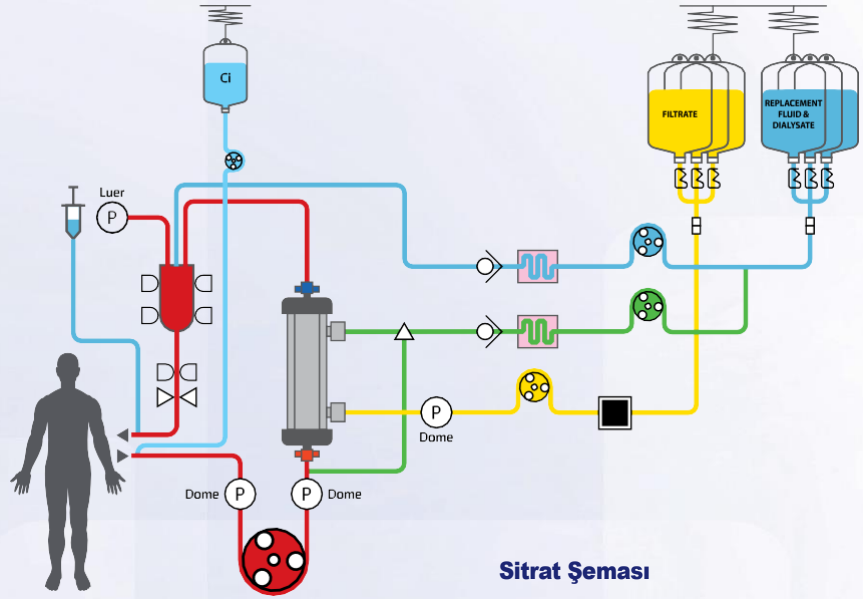 Ci
FILTRATE
REPLACEMENT
FLUID &
DIALYSATE
Luer
P
P
Dome
Dome
P
P
Dome
Sitrat Şeması